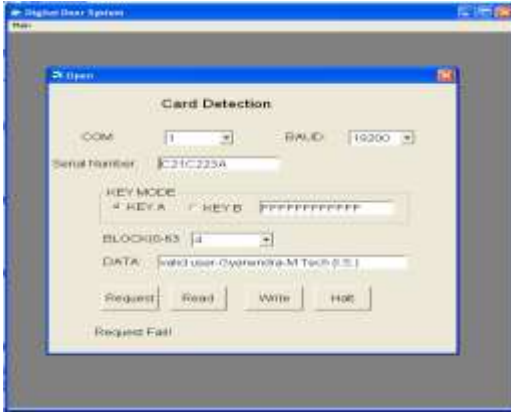 Digital Door System
Main
Open
Card Detection
COM 1 BAUD 19200
Serial Number C21C223A
KEY MODE
KEY A KEY B FFFFFFFFFFFF
BLOCK(0-63 4
DATA valid user-Gyanendra-M Tech (I.S.)
Request Read Write Halt
Request Fail!